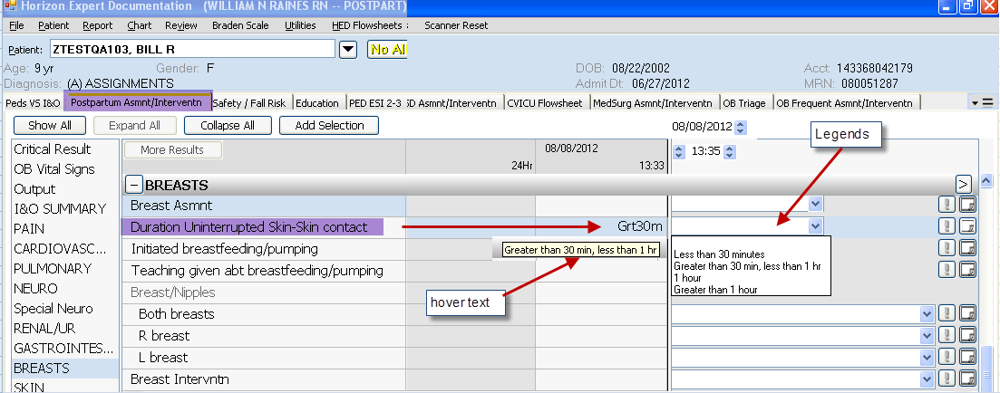 Horizon Expert Documentation (WILLIAM N RAINES RN -- POSTPART)
File Patient Report Chart Review Braden Scale Utilities HED Flowsheets Scanner Reset
Patient: ZTESTQA103, BILL R No Al
Age: 9 yr Gender: F DOB: 08/22/2002 Acct: 143368042179
Diagnosis: (A) ASSIGNMENTS Admit Dt: 06/27/2012 MRN: 080051287
Peds VS I&O Postpartum Asmnt/Interventn Safety / Fall Risk Education PED ESI 2-3 iD Asmnt/Interventn CVICU Flowsheet MedSurg Asmnt/Interventn OB Triage OB Frequent Asmnt/Interventn
Show All Expand All Collapse All Add Selection 08/08/2012
Legends
Critical Result More Results 08/08/2012 13:35
OB Vital Signs 24Hr 13:33
Output BREASTS
I&O SUMMARY Breast Asmnt
PAIN Duration Uninterrupted Skin-Skin contact Grt30m
CARDIOVASC... Initiated breastfeeding/pumping Greater than 30 min, less than 1 hr Less than 30 minutes
Greater than 30 min, less than 1 hr
PULMONARY Teaching given abt breastfeeding/pumping 1 hour
NEURO Breast/Nipples Greater than 1 hour
hover text
Special Neuro Both breasts
RENAL/UR R breast
GASTROINTES... L breast
BREASTS Breast Intervntn
SKIN